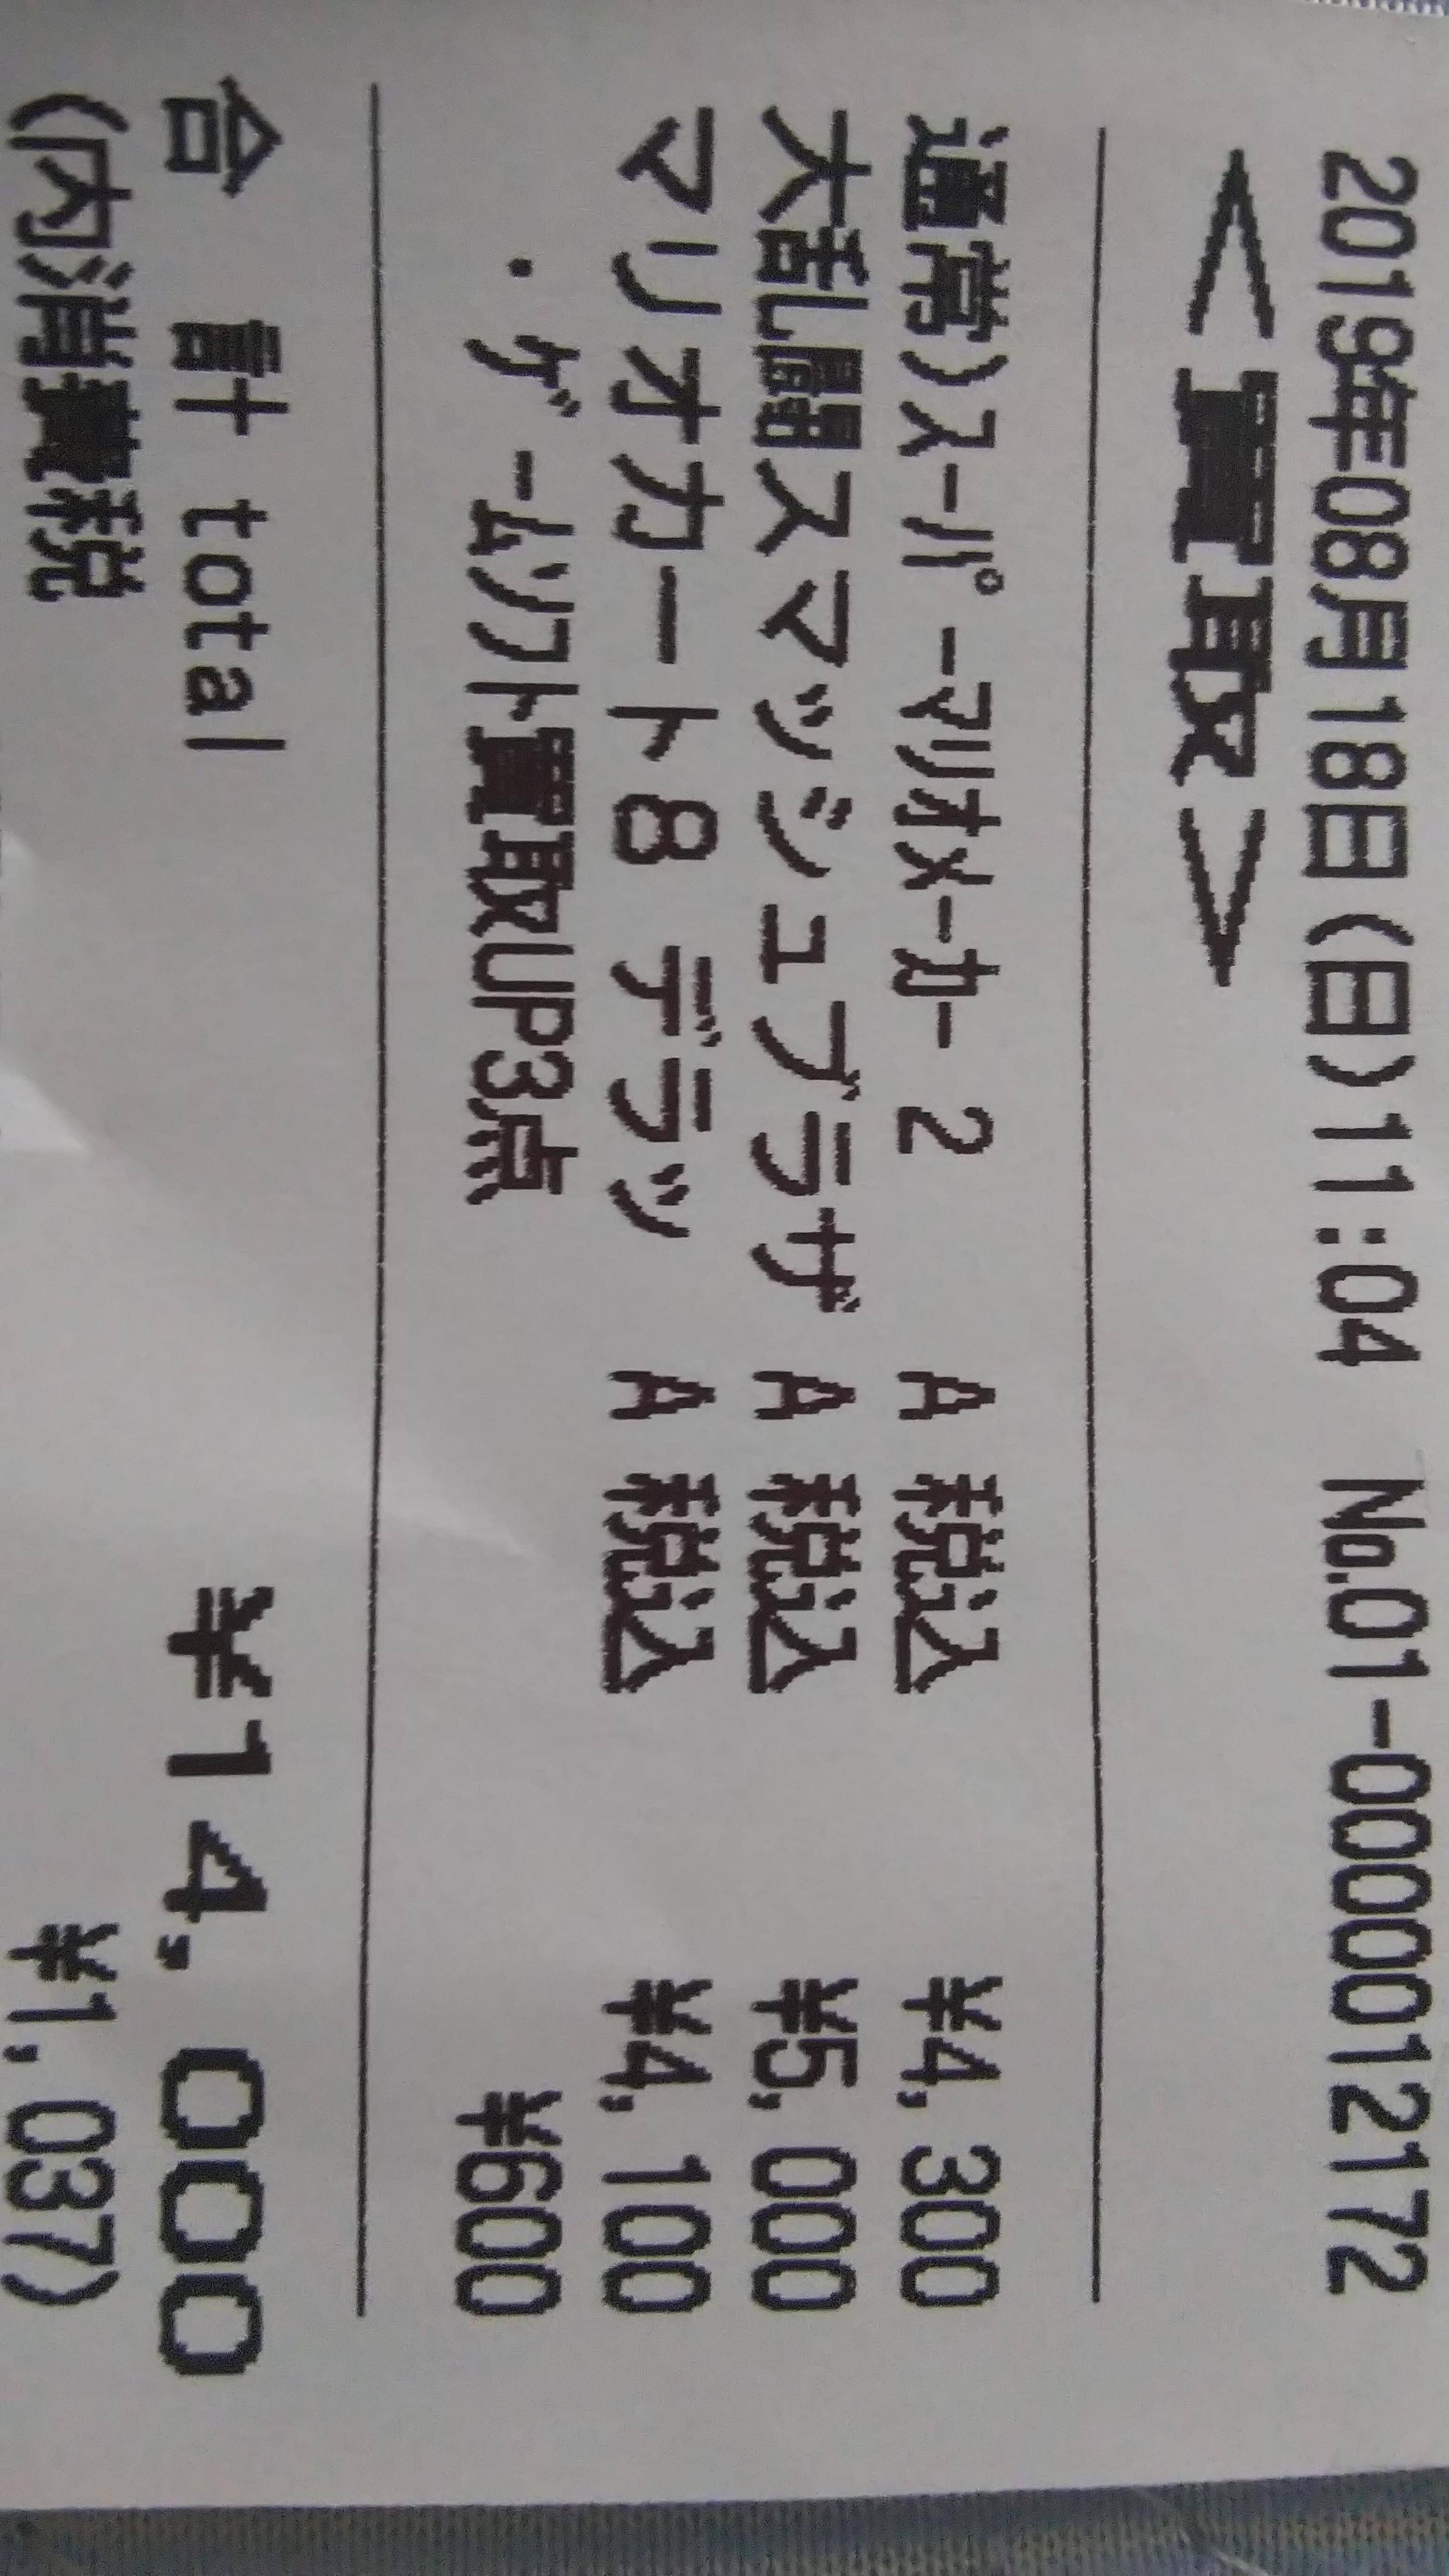 2019年08月18日(日)11:04 No.01-000012172
<買取>
通常)ｽｰﾊﾟｰﾏﾘｵﾒｰｶｰ 2 A 税込 ¥4,300
大乱闘スマッシュブラザ A 税込 ¥5,000
マリオカート8 デラッ A 税込 ¥4,100
･ｹﾞｰﾑｿﾌﾄ買取UP3点 ¥600
合 計 total ¥14,000
(内消費税 ¥1,037)